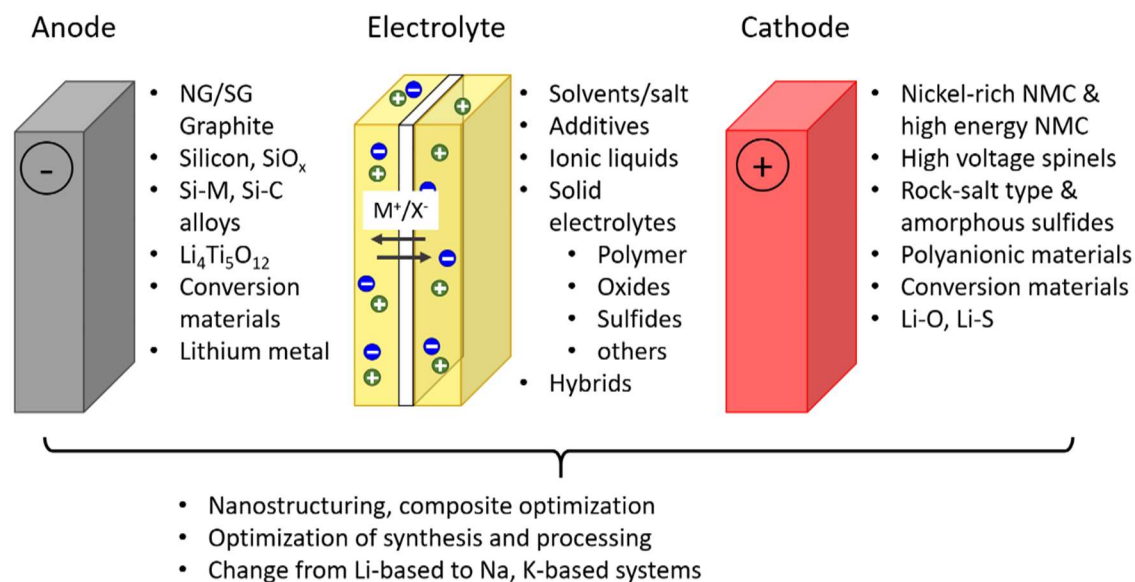 Anode
• NG/SG
Graphite
• Silicon, SiOₓ
• Si-M, Si-C
alloys
• Li₄Ti₅O₁₂
• Conversion
materials
• Lithium metal
-
Electrolyte
M⁺/X⁻
• Solvents/salt
• Additives
• Ionic liquids
• Solid
electrolytes
• Polymer
• Oxides
• Sulfides
• others
• Hybrids
Cathode
+
• Nickel-rich NMC &
high energy NMC
• High voltage spinels
• Rock-salt type &
amorphous sulfides
• Polyanionic materials
• Conversion materials
• Li-O, Li-S
• Nanostructuring, composite optimization
• Optimization of synthesis and processing
• Change from Li-based to Na, K-based systems